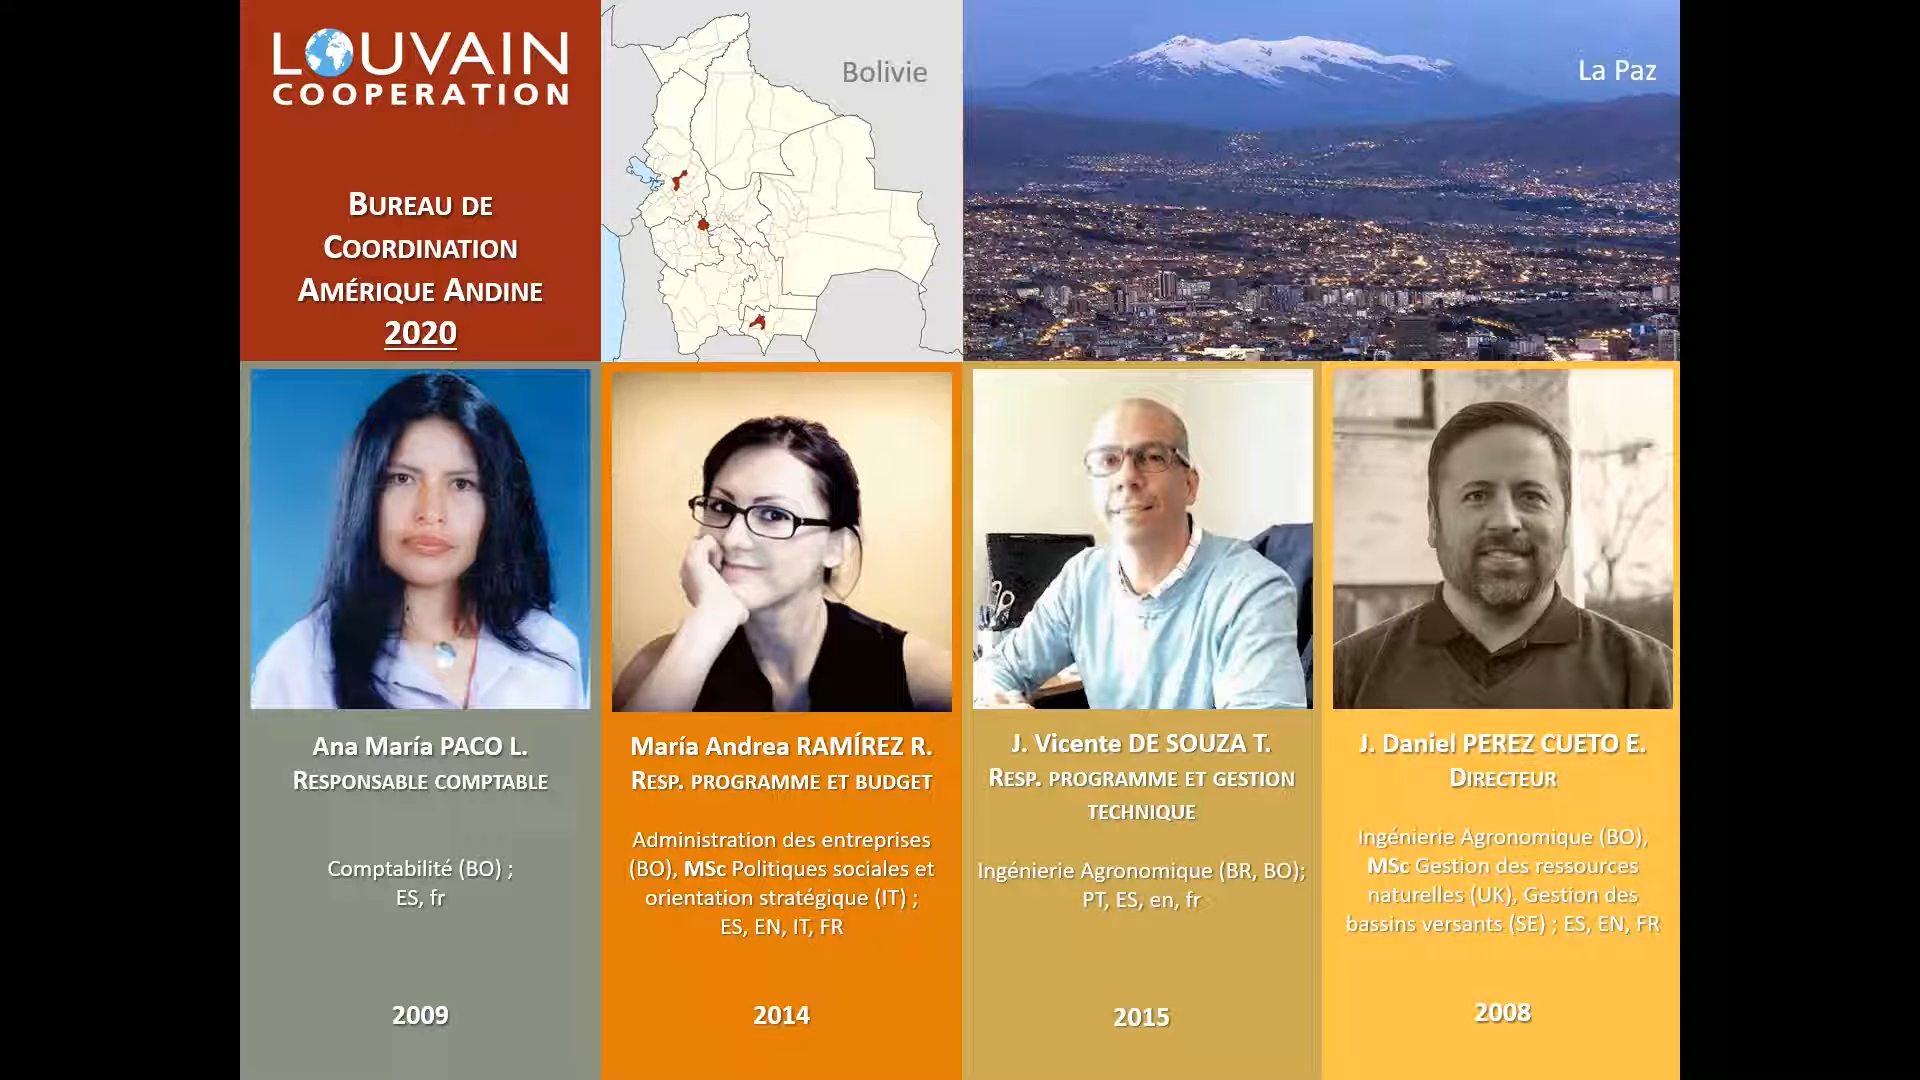 LOUVAIN
COOPERATION
BUREAU DE
COORDINATION
AMÉRIQUE ANDINE
2020
Bolivie
La Paz
Ana María PACO L.
RESPONSABLE COMPTABLE
Comptabilité (BO) ;
ES, fr
2009
María Andrea RAMÍREZ R.
RESP. PROGRAMME ET BUDGET
Administration des entreprises
(BO), MSc Politiques sociales et
orientation stratégique (IT) ;
ES, EN, IT, FR
2014
J. Vicente DE SOUZA T.
RESP. PROGRAMME ET GESTION
TECHNIQUE
Ingénierie Agronomique (BR, BO);
PT, ES, en, fr
2015
J. Daniel PEREZ CUETO E.
DIRECTEUR
Ingénierie Agronomique (BO),
MSc Gestion des ressources
naturelles (UK), Gestion des
bassins versants (SE) ; ES, EN, FR
2008